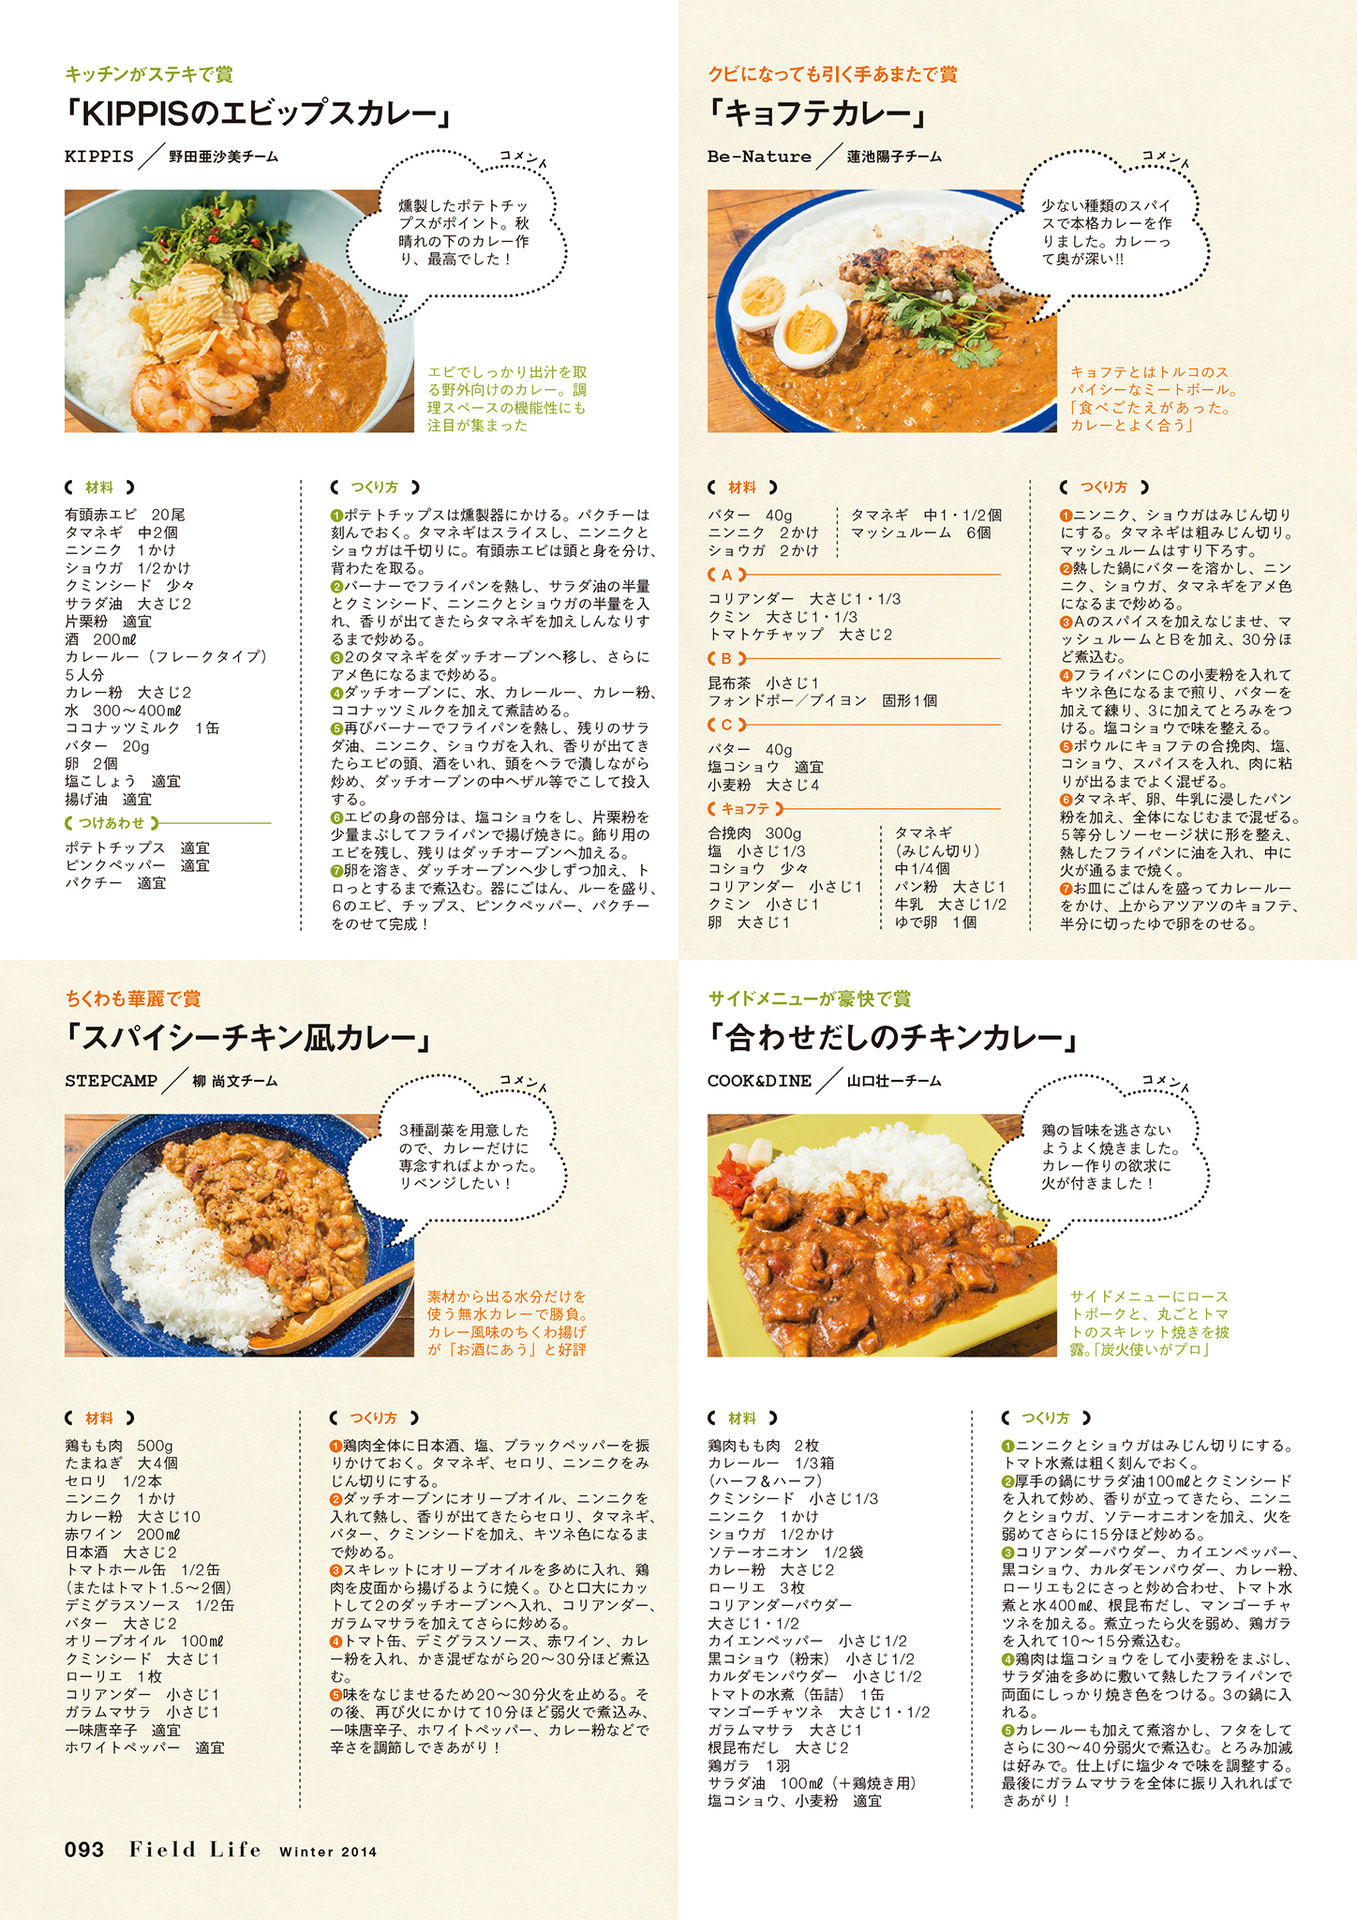 キッチンがステキで賞
「KIPPISのエビップスカレー」
KIPPIS／野田亜沙美チーム
コメント
燻製したポテトチッ
プスがポイント。秋
晴れの下のカレー作
り、最高でした！
エビでしっかり出汁を取
る野外向けのカレー。調
理スペースの機能性にも
注目が集まった
材料
有頭赤エビ 20尾
タマネギ 中2個
ニンニク 1かけ
ショウガ 1/2かけ
クミンシード 少々
サラダ油 大さじ2
片栗粉 適宜
酒 200㎖
カレールー（フレークタイプ）
5人分
カレー粉 大さじ2
水 300〜400㎖
ココナッツミルク 1缶
バター 20g
卵 2個
塩こしょう 適宜
揚げ油 適宜
つけあわせ
ポテトチップス 適宜
ピンクペッパー 適宜
パクチー 適宜
つくり方
❶ポテトチップスは燻製器にかける。パクチーは
刻んでおく。タマネギはスライスし、ニンニクと
ショウガは千切りに。有頭赤エビは頭と身を分け、
背わたを取る。
❷バーナーでフライパンを熱し、サラダ油の半量
とクミンシード、ニンニクとショウガの半量を入
れ、香りが出てきたらタマネギを加えしんなりす
るまで炒める。
❸2のタマネギをダッチオーブンへ移し、さらに
アメ色になるまで炒める。
❹ダッチオーブンに、水、カレールー、カレー粉、
ココナッツミルクを加えて煮詰める。
❺再びバーナーでフライパンを熱し、残りのサラ
ダ油、ニンニク、ショウガを入れ、香りが出てき
たらエビの頭、酒をいれ、頭をヘラで潰しながら
炒め、ダッチオーブンの中へザル等でこして投入
する。
❻エビの身の部分は、塩コショウをし、片栗粉を
少量まぶしてフライパンで揚げ焼きに。飾り用の
エビを残し、残りはダッチオーブンへ加える。
❼卵を溶き、ダッチオーブンへ少しずつ加え、ト
ロっとするまで煮込む。器にごはん、ルーを盛り、
6のエビ、チップス、ピンクペッパー、パクチー
をのせて完成！
クビになっても引く手あまたで賞
「キョフテカレー」
Be-Nature／蓮池陽子チーム
コメント
少ない種類のスパイ
スで本格カレーを作
りました。カレーっ
て奥が深い!!
キョフテとはトルコのス
パイシーなミートボール。
「食べごたえがあった。
カレーとよく合う」
材料
バター 40g
ニンニク 2かけ
ショウガ 2かけ
タマネギ 中1・1/2個
マッシュルーム 6個
A
コリアンダー 大さじ1・1/3
クミン 大さじ1・1/3
トマトケチャップ 大さじ2
B
昆布茶 小さじ1
フォンドボー／ブイヨン 固形1個
C
バター 40g
塩コショウ 適宜
小麦粉 大さじ4
キョフテ
合挽肉 300g
塩 小さじ1/3
コショウ 少々
コリアンダー 小さじ1
クミン 小さじ1
卵 大さじ1
タマネギ
（みじん切り）
中1/4個
パン粉 大さじ1
牛乳 大さじ1/2
ゆで卵 1個
つくり方
❶ニンニク、ショウガはみじん切り
にする。タマネギは粗みじん切り。
マッシュルームはすり下ろす。
❷熱した鍋にバターを溶かし、ニン
ニク、ショウガ、タマネギをアメ色
になるまで炒める。
❸Aのスパイスを加えなじませ、マ
ッシュルームとBを加え、30分ほ
ど煮込む。
❹フライパンにCの小麦粉を入れて
キツネ色になるまで煎り、バターを
加えて練り、3に加えてとろみをつ
ける。塩コショウで味を整える。
❺ボウルにキョフテの合挽肉、塩、
コショウ、スパイスを入れ、肉に粘
りが出るまでよく混ぜる。
❻タマネギ、卵、牛乳に浸したパン
粉を加え、全体になじむまで混ぜる。
5等分しソーセージ状に形を整え、
熱したフライパンに油を入れ、中に
火が通るまで焼く。
❼お皿にごはんを盛ってカレールー
をかけ、上からアツアツのキョフテ、
半分に切ったゆで卵をのせる。
ちくわも華麗で賞
「スパイシーチキン凪カレー」
STEPCAMP／柳 尚文チーム
コメント
3種副菜を用意した
ので、カレーだけに
専念すればよかった。
リベンジしたい！
素材から出る水分だけを
使う無水カレーで勝負。
カレー風味のちくわ揚げ
が「お酒にあう」と好評
材料
鶏もも肉 500g
たまねぎ 大4個
セロリ 1/2本
ニンニク 1かけ
カレー粉 大さじ10
赤ワイン 200㎖
日本酒 大さじ2
トマトホール缶 1/2缶
（またはトマト1.5〜2個）
デミグラスソース 1/2缶
バター 大さじ2
オリーブオイル 100㎖
クミンシード 大さじ1
ローリエ 1枚
コリアンダー 小さじ1
ガラムマサラ 小さじ1
一味唐辛子 適宜
ホワイトペッパー 適宜
つくり方
❶鶏肉全体に日本酒、塩、ブラックペッパーを振
りかけておく。タマネギ、セロリ、ニンニクをみ
じん切りにする。
❷ダッチオーブンにオリーブオイル、ニンニクを
入れて熱し、香りが出てきたらセロリ、タマネギ、
バター、クミンシードを加え、キツネ色になるま
で炒める。
❸スキレットにオリーブオイルを多めに入れ、鶏
肉を皮面から揚げるように焼く。ひと口大にカッ
トして2のダッチオーブンへ入れ、コリアンダー、
ガラムマサラを加えてさらに炒める。
❹トマト缶、デミグラスソース、赤ワイン、カレ
ー粉を入れ、かき混ぜながら20〜30分ほど煮込
む。
❺味をなじませるため20〜30分火を止める。そ
の後、再び火にかけて10分ほど弱火で煮込み、
一味唐辛子、ホワイトペッパー、カレー粉などで
辛さを調節しできあがり！
サイドメニューが豪快で賞
「合わせだしのチキンカレー」
COOK&DINE／山口壮一チーム
コメント
鶏の旨味を逃さない
ようよく焼きました。
カレー作りの欲求に
火が付きました！
サイドメニューにロース
トポークと、丸ごとトマ
トのスキレット焼きを披
露。「炭火使いがプロ」
材料
鶏肉もも肉 2枚
カレールー 1/3箱
（ハーフ＆ハーフ）
クミンシード 小さじ1/3
ニンニク 1かけ
ショウガ 1/2かけ
ソテーオニオン 1/2袋
カレー粉 大さじ2
ローリエ 3枚
コリアンダーパウダー
大さじ1・1/2
カイエンペッパー 小さじ1/2
黒コショウ（粉末） 小さじ1/2
カルダモンパウダー 小さじ1/2
トマトの水煮（缶詰） 1缶
マンゴーチャツネ 大さじ1・1/2
ガラムマサラ 大さじ1
根昆布だし 大さじ2
鶏ガラ 1羽
サラダ油 100㎖（＋鶏焼き用）
塩コショウ、小麦粉 適宜
つくり方
❶ニンニクとショウガはみじん切りにする。
トマト水煮は粗く刻んでおく。
❷厚手の鍋にサラダ油100㎖とクミンシード
を入れて炒め、香りが立ってきたら、ニンニ
クとショウガ、ソテーオニオンを加え、火を
弱めてさらに15分ほど炒める。
❸コリアンダーパウダー、カイエンペッパー、
黒コショウ、カルダモンパウダー、カレー粉、
ローリエも2にさっと炒め合わせ、トマト水
煮と水400㎖、根昆布だし、マンゴーチャ
ツネを加える。煮立ったら火を弱め、鶏ガラ
を入れて10〜15分煮込む。
❹鶏肉は塩コショウをして小麦粉をまぶし、
サラダ油を多めに敷いて熱したフライパンで
両面にしっかり焼き色をつける。3の鍋に入
れる。
❺カレールーも加えて煮溶かし、フタをして
さらに30〜40分弱火で煮込む。とろみ加減
は好みで。仕上げに塩少々で味を調整する。
最後にガラムマサラを全体に振り入れればで
きあがり！
093 Field Life Winter 2014